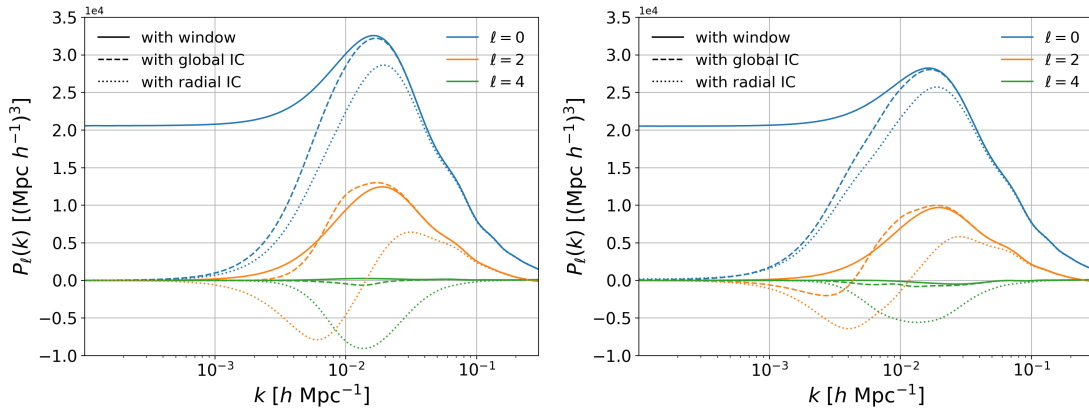 1e4
3.5
3.0
2.5
2.0
1.5
1.0
0.5
0.0
−0.5
−1.0
P_ℓ(k) [(Mpc h^{-1})^3]
with window
with global IC
with radial IC
ℓ = 0
ℓ = 2
ℓ = 4
10^{-3}
10^{-2}
10^{-1}
k [h Mpc^{-1}]
1e4
3.5
3.0
2.5
2.0
1.5
1.0
0.5
0.0
−0.5
−1.0
P_ℓ(k) [(Mpc h^{-1})^3]
with window
with global IC
with radial IC
ℓ = 0
ℓ = 2
ℓ = 4
10^{-3}
10^{-2}
10^{-1}
k [h Mpc^{-1}]